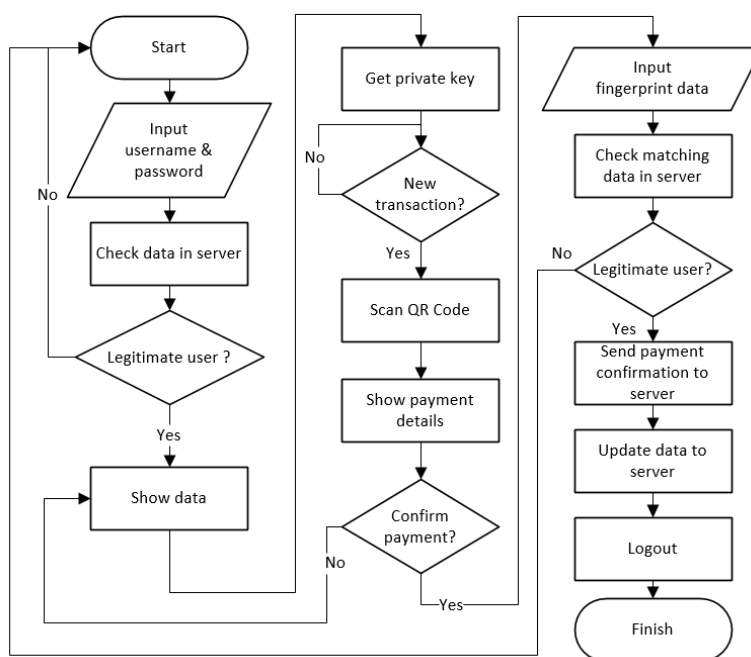 Start
Input
username &
password
No
Check data in server
Legitimate user ?
Yes
Show data
Get private key
No
New
transaction?
Yes
Scan QR Code
Show payment
details
Confirm
payment?
No
Yes
Input
fingerprint data
Check matching
data in server
No
Legitimate user?
Yes
Send payment
confirmation to
server
Update data to
server
Logout
Finish